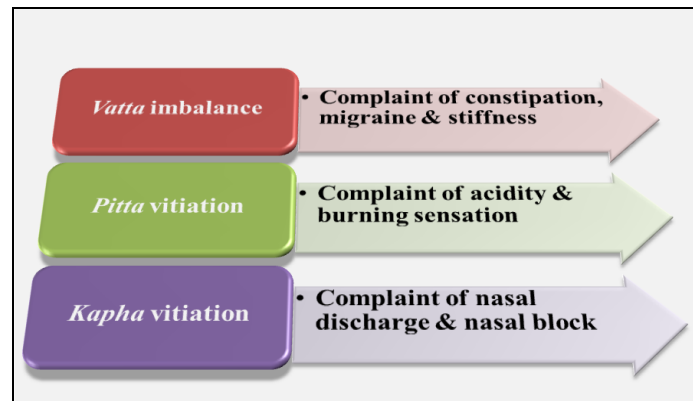 Vatta imbalance
• Complaint of constipation,
migraine & stiffness
Pitta vitiation
• Complaint of acidity &
burning sensation
Kapha vitiation
• Complaint of nasal
discharge & nasal block